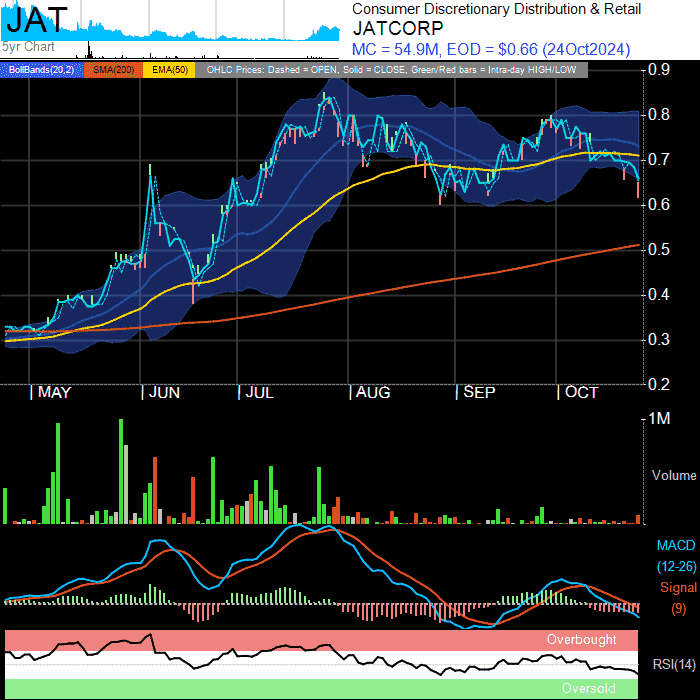 JAT
5yr Chart
Consumer Discretionary Distribution & Retail
JATCORP
MC = 54.9M, EOD = $0.66 (24Oct2024)
BollBands(20,2) SMA(200) EMA(50) OHLC Prices: Dashed = OPEN, Solid = CLOSE, Green/Red bars = Intra-day HIGH/LOW
0.9
0.8
0.7
0.6
0.5
0.4
0.3
0.2
MAY JUN JUL AUG SEP OCT
1M
Volume
MACD
(12-26)
Signal
(9)
Overbought
RSI(14)
Oversold